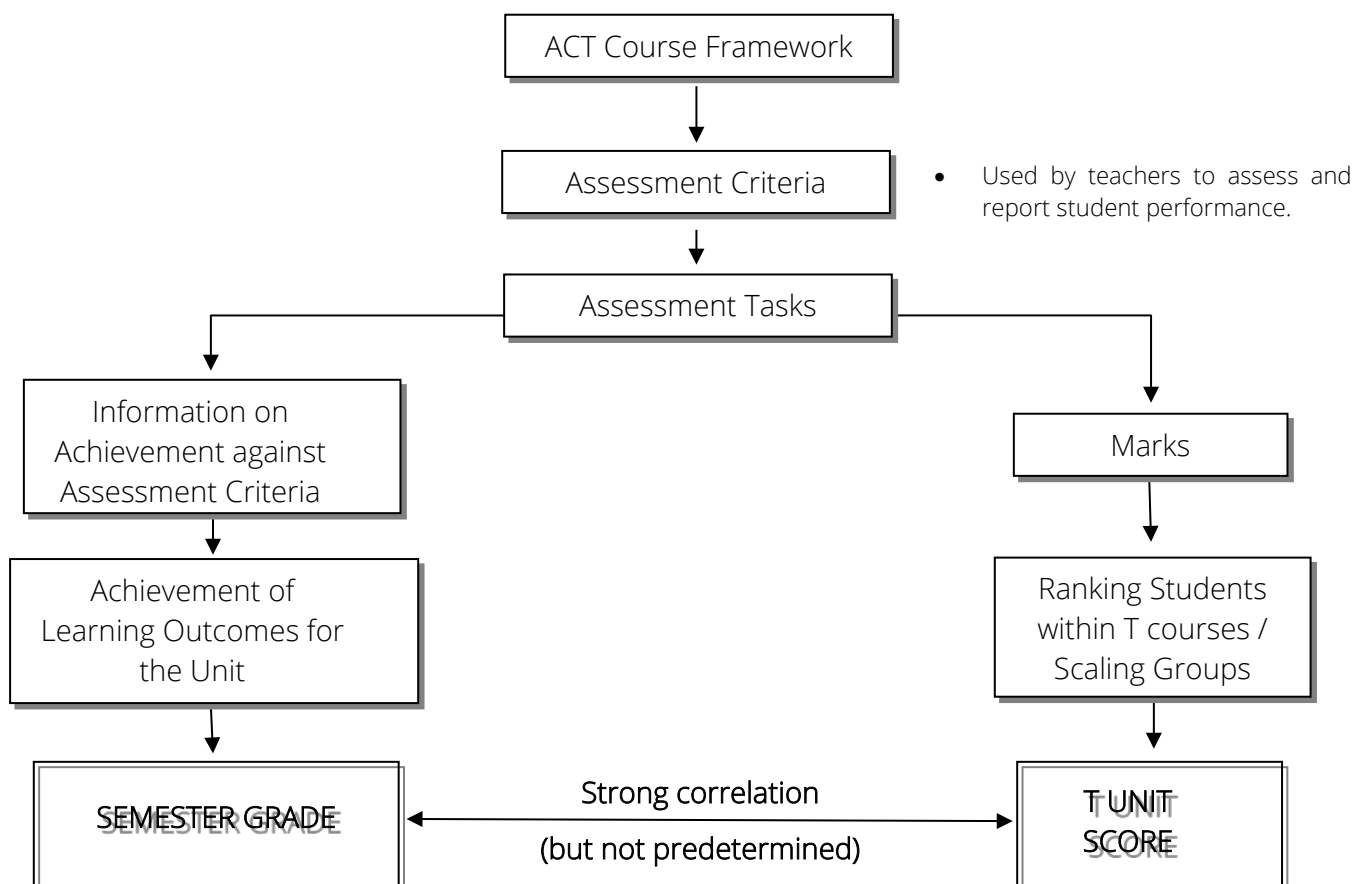 ACT Course Framework
Assessment Criteria
• Used by teachers to assess and
report student performance.
Assessment Tasks
Information on
Achievement against
Assessment Criteria
Marks
Achievement of
Learning Outcomes for
the Unit
Ranking Students
within T courses /
Scaling Groups
SEMESTER GRADE
Strong correlation
(but not predetermined)
T UNIT
SCORE